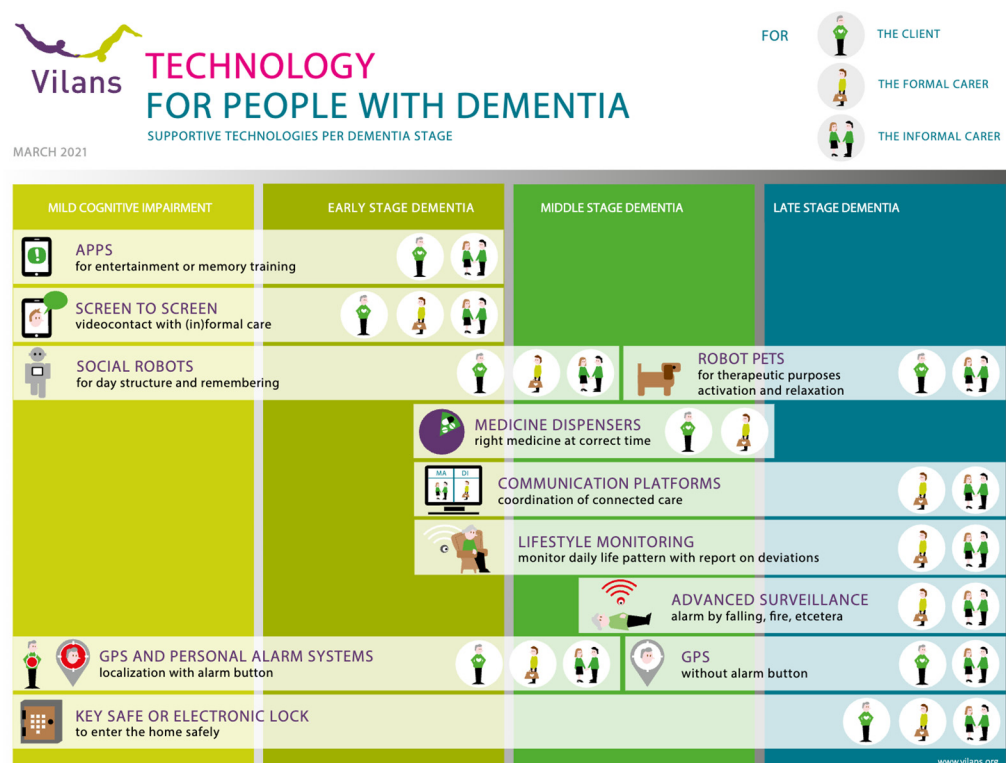 Vilans
TECHNOLOGY
FOR PEOPLE WITH DEMENTIA
SUPPORTIVE TECHNOLOGIES PER DEMENTIA STAGE
MARCH 2021
FOR
THE CLIENT
THE FORMAL CARER
THE INFORMAL CARER
MILD COGNITIVE IMPAIRMENT
EARLY STAGE DEMENTIA
MIDDLE STAGE DEMENTIA
LATE STAGE DEMENTIA
APPS
for entertainment or memory training
SCREEN TO SCREEN
videocontact with (in)formal care
SOCIAL ROBOTS
for day structure and remembering
ROBOT PETS
for therapeutic purposes
activation and relaxation
MEDICINE DISPENSERS
right medicine at correct time
MA DI
COMMUNICATION PLATFORMS
coordination of connected care
LIFESTYLE MONITORING
monitor daily life pattern with report on deviations
ADVANCED SURVEILLANCE
alarm by falling, fire, etcetera
GPS AND PERSONAL ALARM SYSTEMS
localization with alarm button
GPS
without alarm button
KEY SAFE OR ELECTRONIC LOCK
to enter the home safely
www.vilans.org